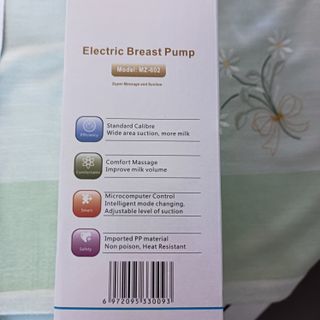 Electric Breast Pump
Model: MZ-602
Super Massage and Suction
Efficiency
Standard Calibre
Wide area suction, more milk
Comfortable
Comfort Massage
Improve milk volume
Smart
Microcomputer Control
Intelligent mode changing,
Adjustable level of suction
Safety
Imported PP material
Non poison, Heat Resistant
6 972095 330093